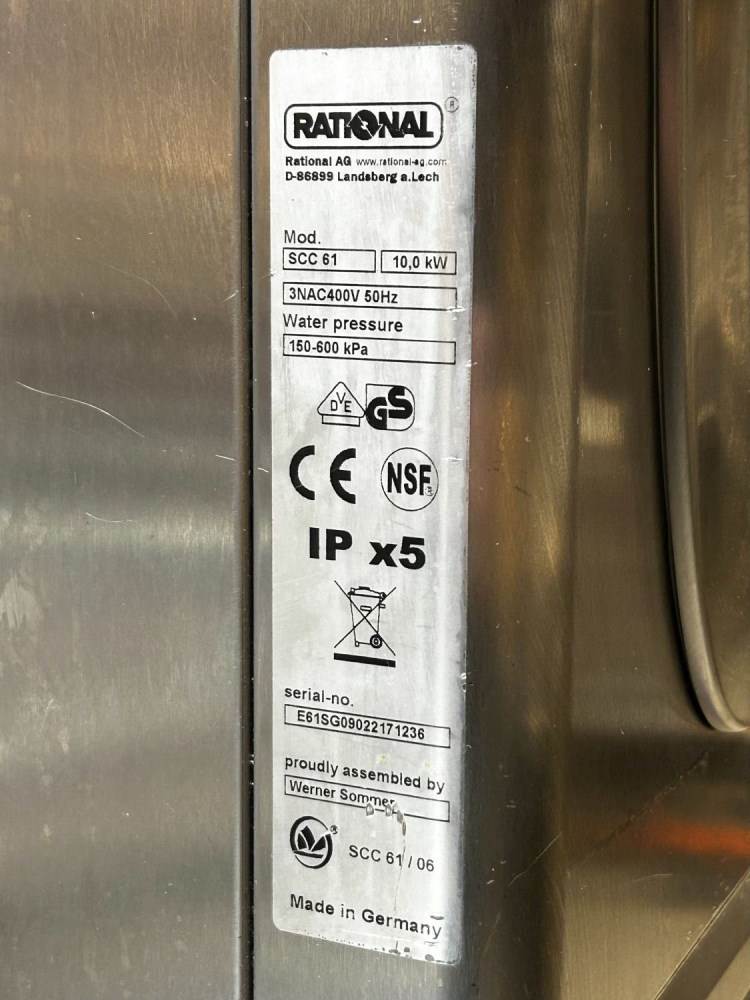 RATIONAL ®
Rational AG www.rational-ag.com
D-86899 Landsberg a.Lech
Mod.
SCC 61 10,0 kW
3NAC400V 50Hz
Water pressure
150-600 kPa
DVE GS
CE NSF
IP x5
serial-no.
E61SG09022171236
proudly assembled by
Werner Sommer
®
SCC 61 / 06
Made in Germany